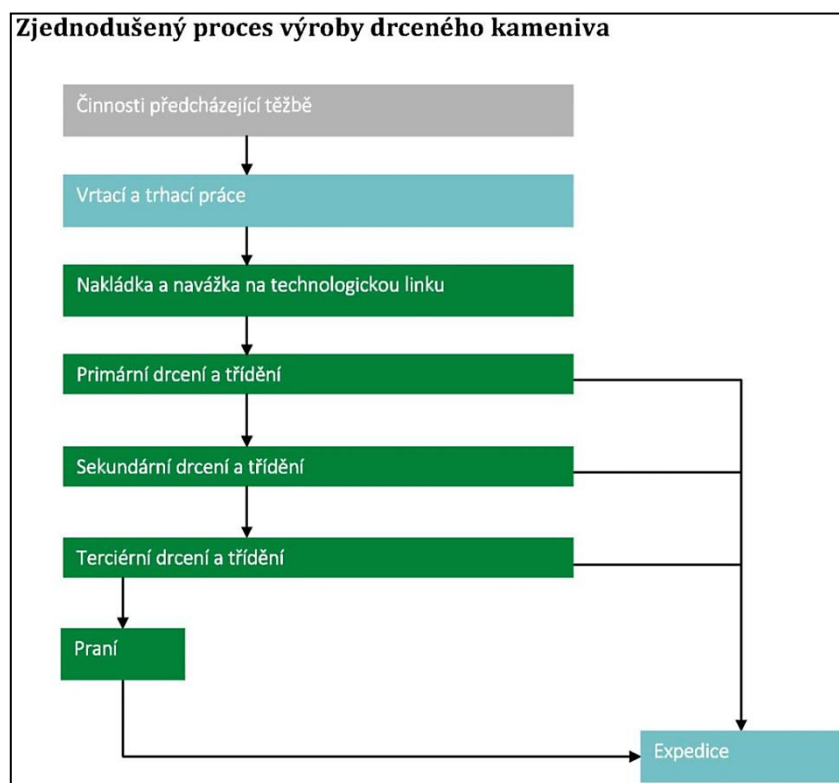 Zjednodušený proces výroby drceného kameniva
Činnosti předcházející těžbě
Vrtací a trhací práce
Nakládka a navážka na technologickou linku
Primární drcení a třídění
Sekundární drcení a třídění
Terciérní drcení a třídění
Praní
Expedice